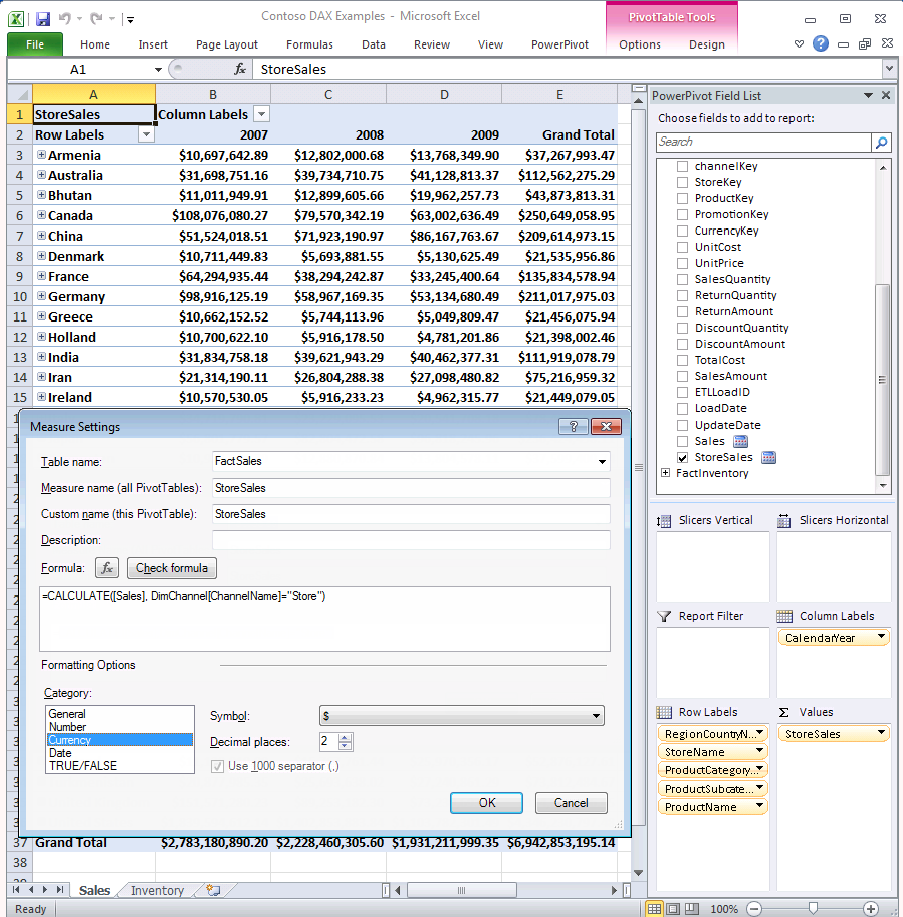 Contoso DAX Examples - Microsoft Excel
PivotTable Tools
File Home Insert Page Layout Formulas Data Review View PowerPivot Options Design
A1 fx StoreSales
A B C D E
1 StoreSales Column Labels
2 Row Labels 2007 2008 2009 Grand Total
3 Armenia $10,697,642.89 $12,802,000.68 $13,768,349.90 $37,267,993.47
4 Australia $31,698,751.16 $39,734,710.75 $41,128,813.37 $112,562,275.29
5 Bhutan $11,011,949.91 $12,899,605.66 $19,962,257.73 $43,873,813.31
6 Canada $108,076,080.27 $79,570,342.19 $63,002,636.49 $250,649,058.95
7 China $51,524,018.51 $71,923,190.97 $86,167,763.67 $209,614,973.15
8 Denmark $10,711,449.83 $5,693,881.55 $5,130,625.49 $21,535,956.86
9 France $64,294,935.44 $38,294,242.87 $33,245,400.64 $135,834,578.94
10 Germany $98,916,125.19 $58,967,169.35 $53,134,680.49 $211,017,975.03
11 Greece $10,662,152.52 $5,744,113.96 $5,049,809.47 $21,456,075.94
12 Holland $10,700,622.10 $5,916,178.50 $4,781,201.86 $21,398,002.46
13 India $31,834,758.18 $39,621,943.29 $40,462,377.31 $111,919,078.79
14 Iran $21,314,190.11 $26,804,288.38 $27,098,480.82 $75,216,959.32
15 Ireland $10,570,530.05 $5,916,233.23 $4,962,315.77 $21,449,079.05
Measure Settings
Table name: FactSales
Measure name (all PivotTables): StoreSales
Custom name (this PivotTable): StoreSales
Description:
Formula: fx Check formula
=CALCULATE([Sales], DimChannel[ChannelName]="Store")
Formatting Options
Category:
General
Number
Currency
Date
TRUE/FALSE
Symbol: $
Decimal places: 2
Use 1000 separator (,)
OK Cancel
37 Grand Total $2,783,180,890.20 $2,228,460,305.60 $1,931,211,999.35 $6,942,853,195.14
38
Sales Inventory
Ready 100%
PowerPivot Field List
Choose fields to add to report:
Search
channelKey
StoreKey
ProductKey
PromotionKey
CurrencyKey
UnitCost
UnitPrice
SalesQuantity
ReturnQuantity
ReturnAmount
DiscountQuantity
DiscountAmount
TotalCost
SalesAmount
ETLLoadID
LoadDate
UpdateDate
Sales
StoreSales
FactInventory
Slicers Vertical Slicers Horizontal
Report Filter Column Labels
CalendarYear
Row Labels Σ Values
RegionCountryN... StoreSales
StoreName
ProductCategory...
ProductSubcate...
ProductName